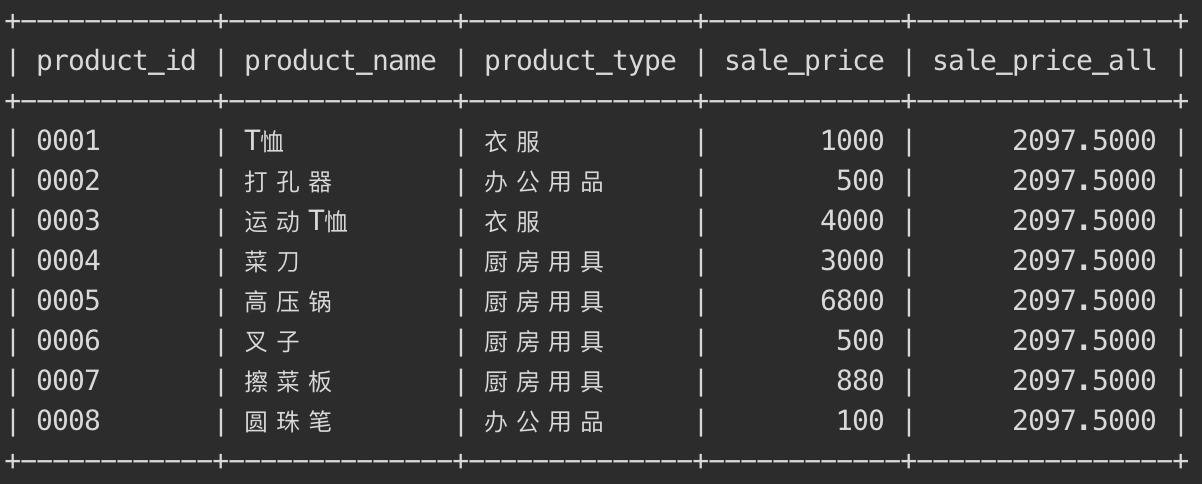 | product_id | product_name | product_type | sale_price | sale_price_all |
| 0001 | T恤 | 衣服 | 1000 | 2097.5000 |
| 0002 | 打孔器 | 办公用品 | 500 | 2097.5000 |
| 0003 | 运动T恤 | 衣服 | 4000 | 2097.5000 |
| 0004 | 菜刀 | 厨房用具 | 3000 | 2097.5000 |
| 0005 | 高压锅 | 厨房用具 | 6800 | 2097.5000 |
| 0006 | 叉子 | 厨房用具 | 500 | 2097.5000 |
| 0007 | 擦菜板 | 厨房用具 | 880 | 2097.5000 |
| 0008 | 圆珠笔 | 办公用品 | 100 | 2097.5000 |